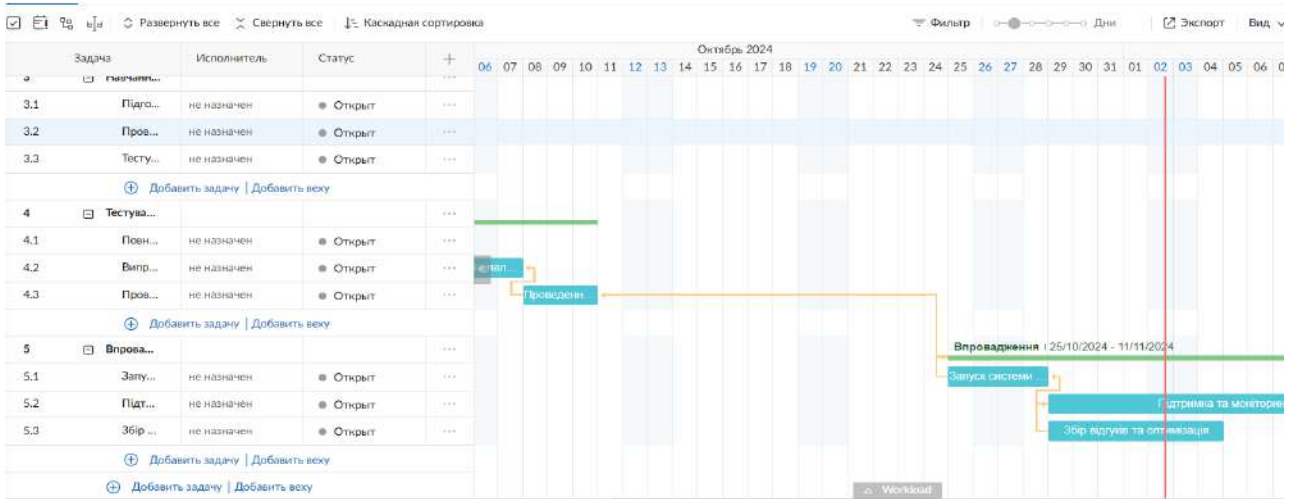 Развернуть все Свернуть все Каскадная сортировка Фильтр Дни Экспорт Вид
Задача Исполнитель Статус Октябрь 2024
06 07 08 09 10 11 12 13 14 15 16 17 18 19 20 21 22 23 24 25 26 27 28 29 30 31 01 02 03 04 05 06
3 ...
3.1 Підго... не назначен Открыт ...
3.2 Пров... не назначен Открыт ...
3.3 Тесту... не назначен Открыт ...
Добавить задачу | Добавить веху
4 Тестува... ...
4.1 Повн... не назначен Открыт ...
4.2 Випр... не назначен Открыт ...
4.3 Пров... не назначен Открыт ... Проведенн...
Добавить задачу | Добавить веху
5 Впрова... ... Впровадження 25/10/2024 - 11/11/2024
5.1 Запу... не назначен Открыт ... Запуск системи ...
5.2 Підт... не назначен Открыт ... Підтримка та моніторин
5.3 Збір ... не назначен Открыт ... Збір відгуків та оптимізація
Добавить задачу | Добавить веху
Добавить задачу | Добавить веху
Workload